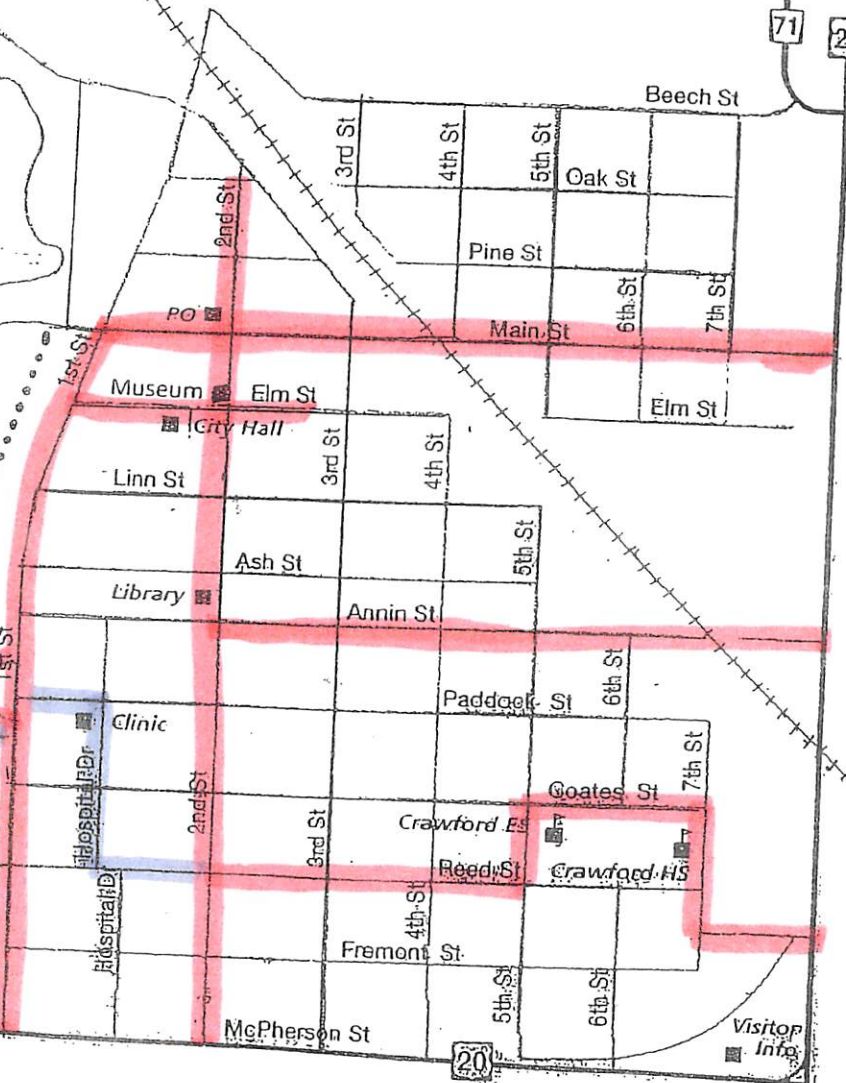 71
2
Beech St
3rd St
4th St
5th St
Oak St
2nd St
Pine St
6th St
7th St
PO
Main St
1st St
Museum
Elm St
Elm St
City Hall
3rd St
4th St
Linn St
5th St
Ash St
Library
Annin St
1st St
6th St
Paddock St
Clinic
7th St
Hospital Dr
2nd St
Coates St
3rd St
Crawford ES
Reed St
Crawford HS
Hospital D
4th St
Fremont St
5th St
6th St
McPherson St
Visitor
Info
20